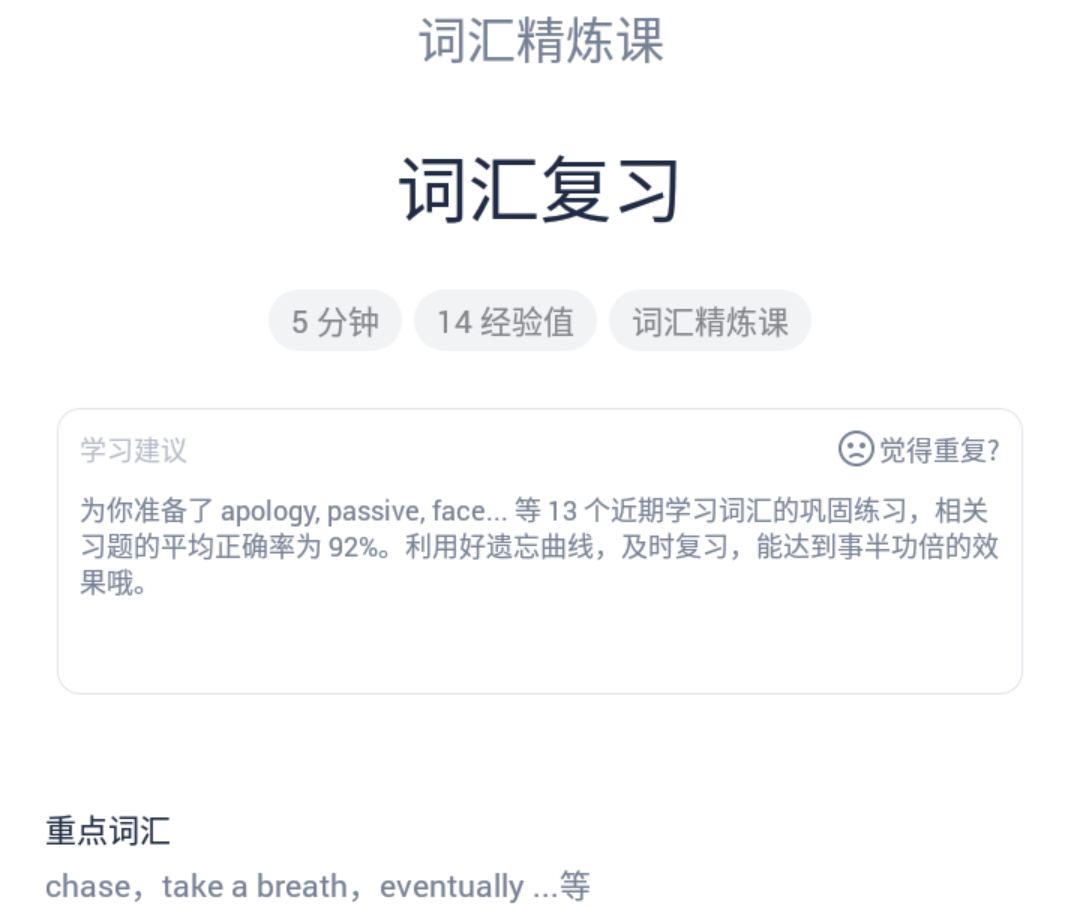 词汇精炼课
词汇复习
5 分钟 14 经验值 词汇精炼课
学习建议 觉得重复?
为你准备了 apology, passive, face... 等 13 个近期学习词汇的巩固练习，相关
习题的平均正确率为 92%。利用好遗忘曲线，及时复习，能达到事半功倍的效
果哦。
重点词汇
chase，take a breath，eventually ...等